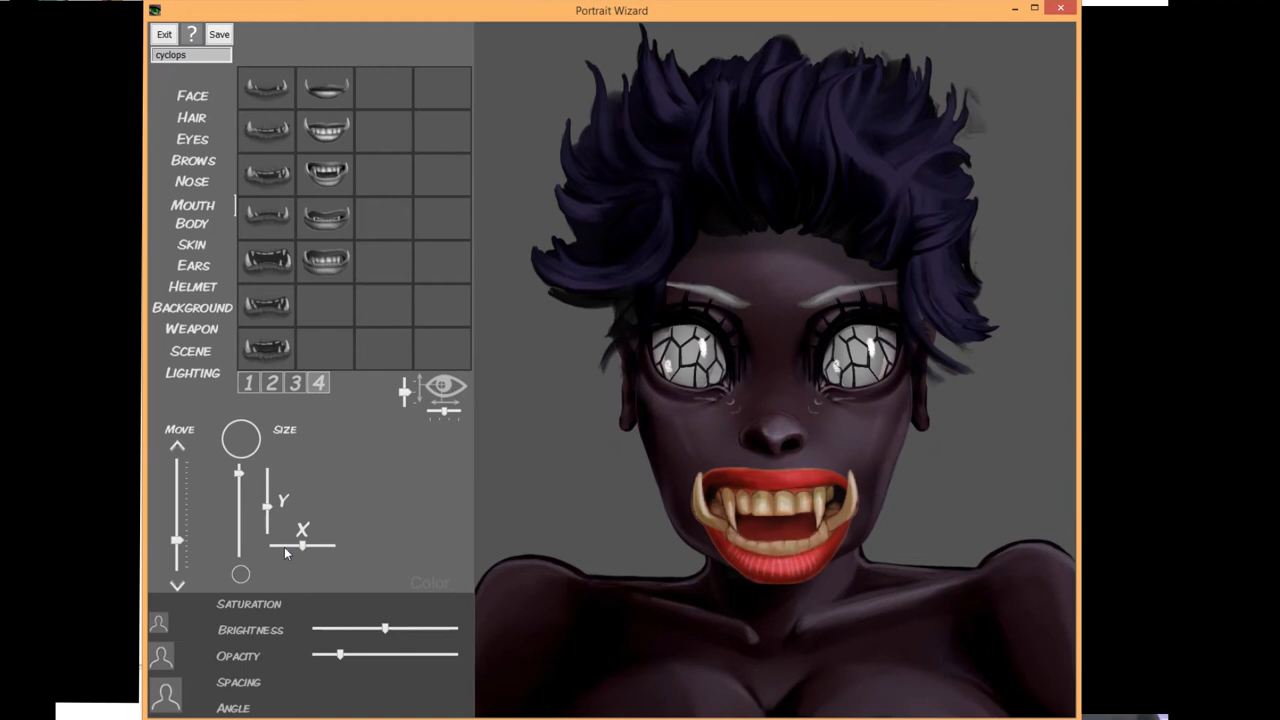 Portrait Wizard
Exit ? Save
cyclops
FACE
HAIR
EYES
BROWS
NOSE
MOUTH
BODY
SKIN
EARS
HELMET
BACKGROUND
WEAPON
SCENE
LIGHTING
1 2 3 4
MOVE
SIZE
Y
X
Color
SATURATION
BRIGHTNESS
OPACITY
SPACING
ANGLE